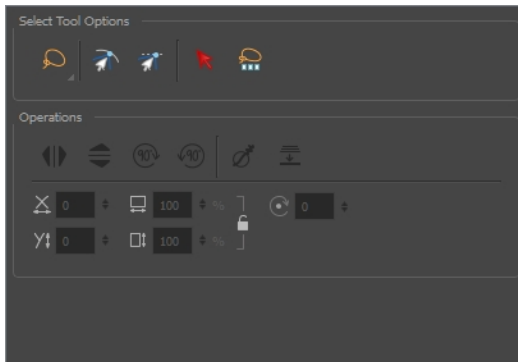 Select Tool Options
Operations
90° 90°
X 0 100 % 0
Y 0 100 %